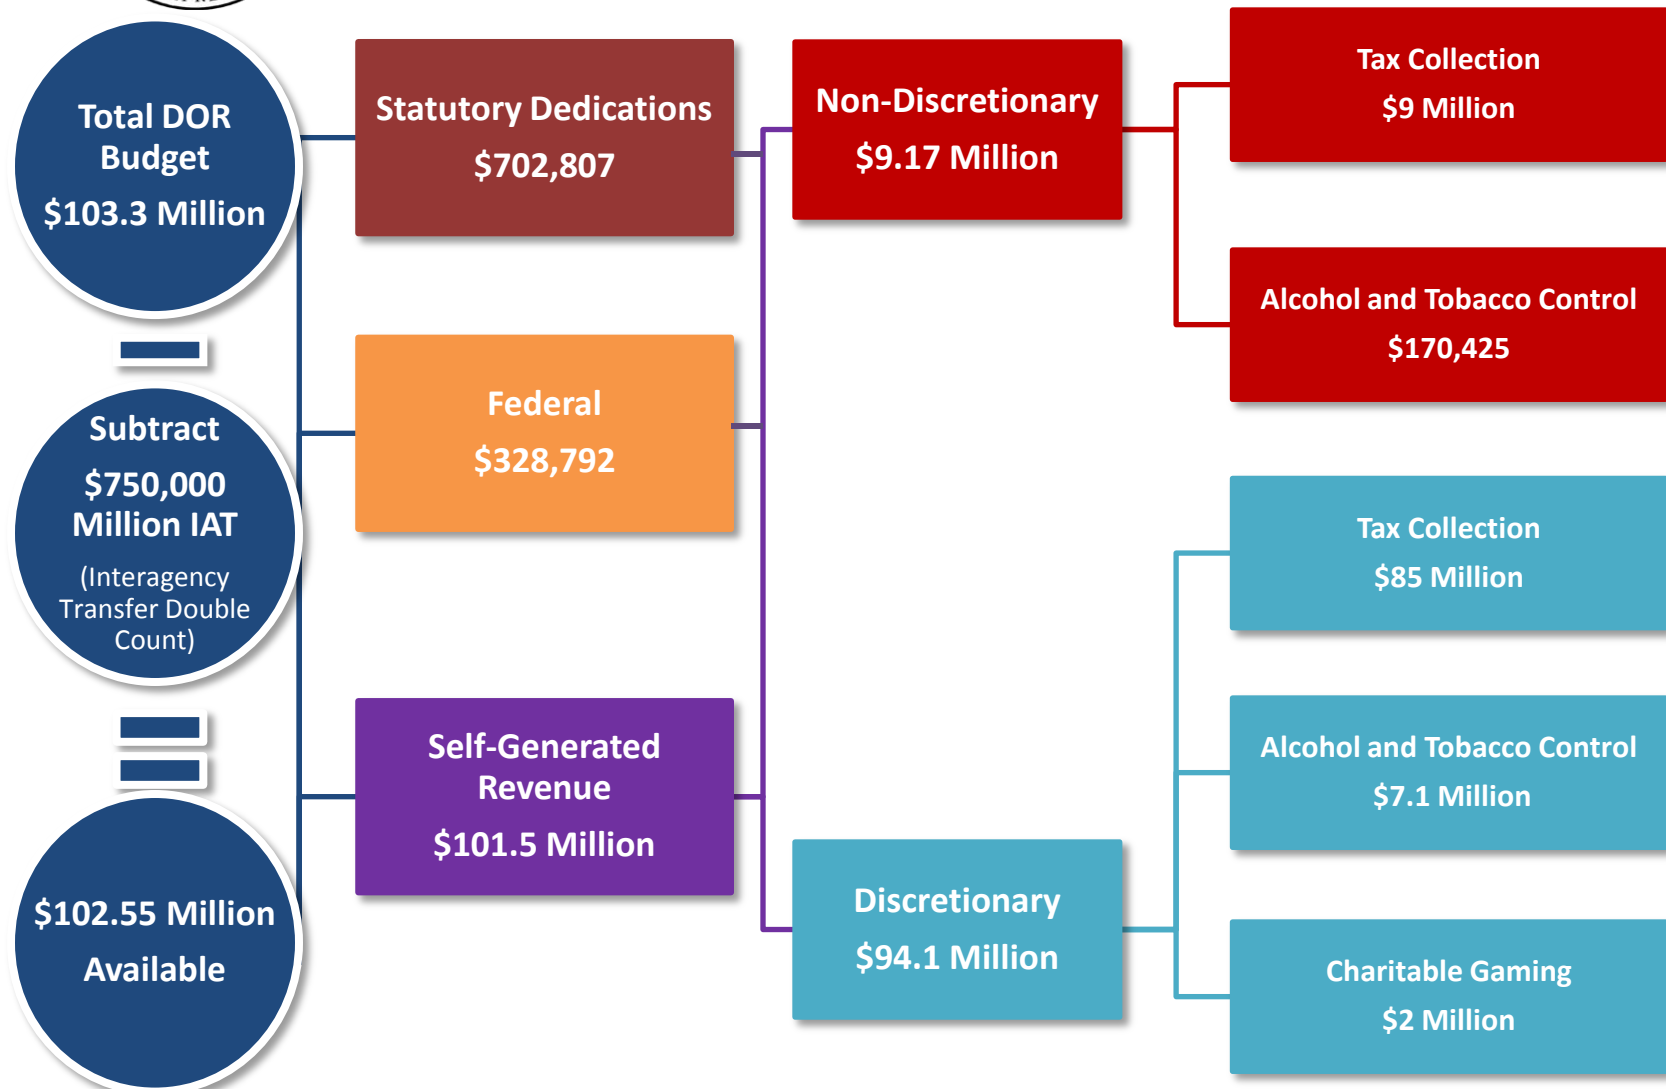 Total DOR
Budget
$103.3 Million
Subtract
$750,000
Million IAT
(Interagency
Transfer Double
Count)
$102.55 Million
Available
Statutory Dedications
$702,807
Federal
$328,792
Self-Generated
Revenue
$101.5 Million
Non-Discretionary
$9.17 Million
Discretionary
$94.1 Million
Tax Collection
$9 Million
Alcohol and Tobacco Control
$170,425
Tax Collection
$85 Million
Alcohol and Tobacco Control
$7.1 Million
Charitable Gaming
$2 Million